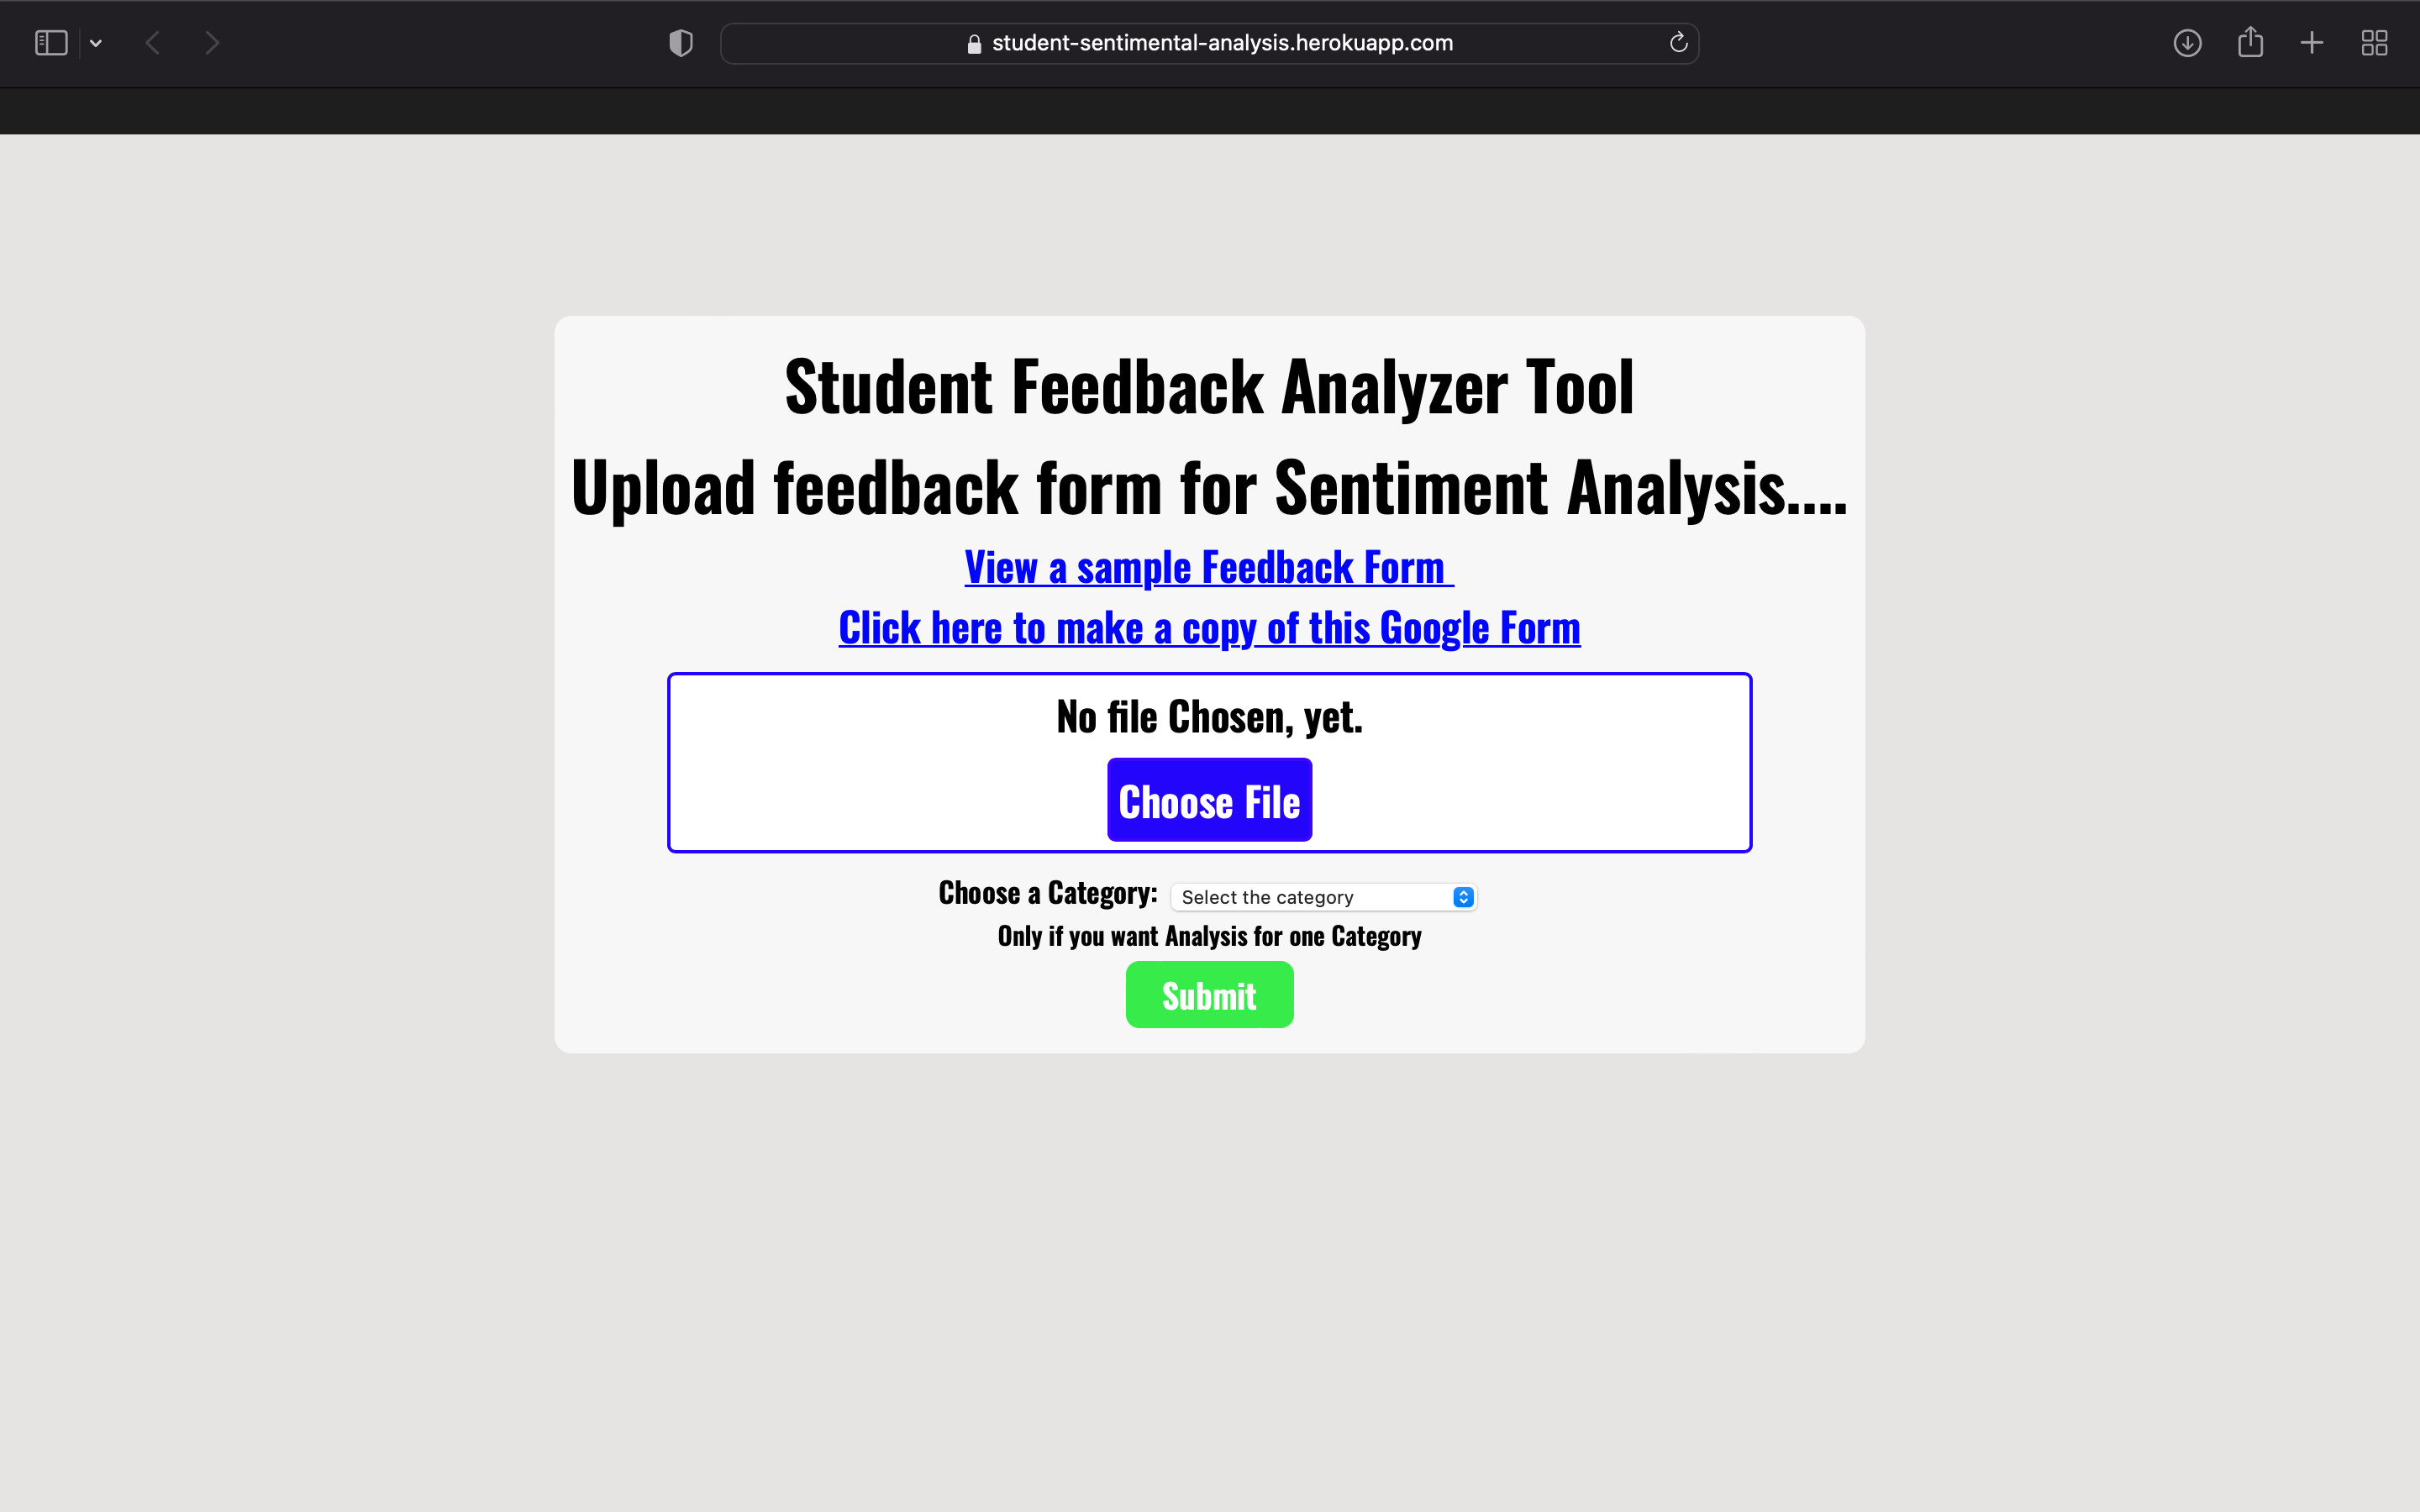 student-sentimental-analysis.herokuapp.com
Student Feedback Analyzer Tool
Upload feedback form for Sentiment Analysis....
View a sample Feedback Form
Click here to make a copy of this Google Form
No file Chosen, yet.
Choose File
Choose a Category: Select the category
Only if you want Analysis for one Category
Submit